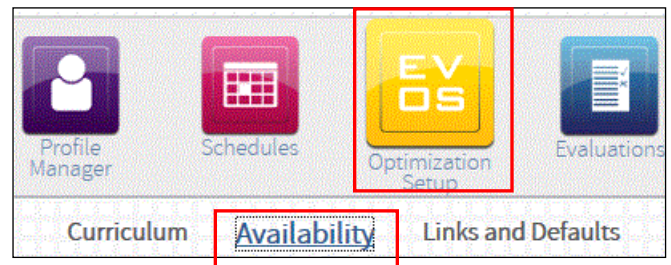 EV
OS
Profile
Manager
Schedules
Optimization
Setup
Evaluations
Curriculum
Availability
Links and Defaults